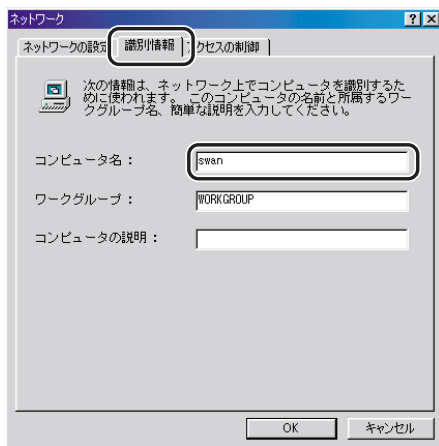 ネットワーク
ネットワークの設定 識別情報 クセスの制御
次の情報は、ネットワーク上でコンピュータを識別するた
めに使われます。 このコンピュータの名前と所属するワー
クグループ名、簡単な説明を入力してください。
コンピュータ名： swan
ワークグループ： WORKGROUP
コンピュータの説明：
OK キャンセル